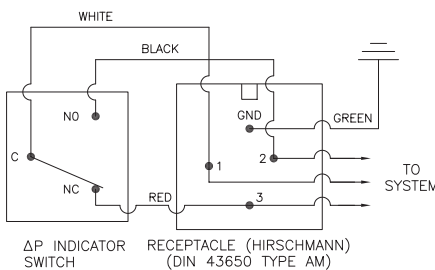 WHITE
BLACK
NO
GND
GREEN
C
1
2
TO
SYSTEM
NC
RED
3
ΔP INDICATOR
SWITCH
RECEPTACLE (HIRSCHMANN)
(DIN 43650 TYPE AM)